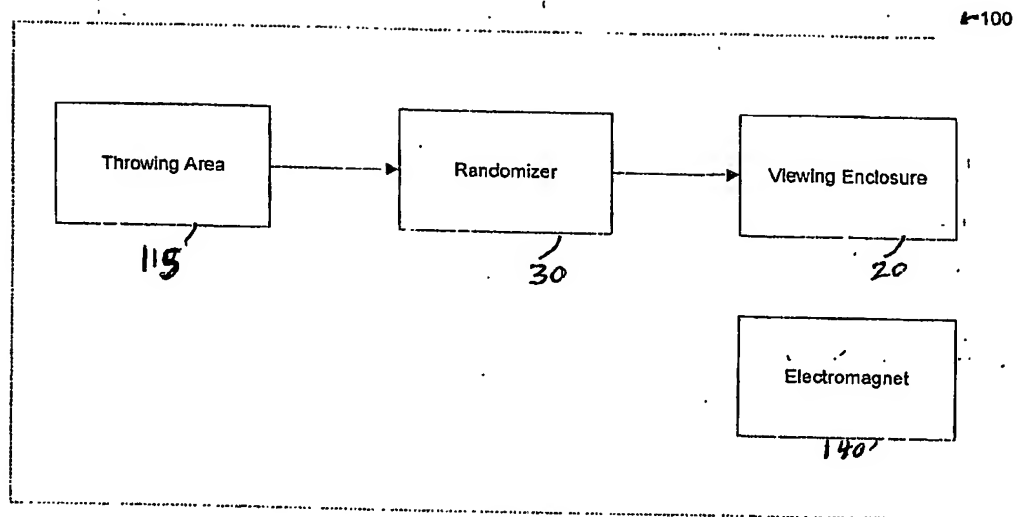 100
Throwing Area
Randomizer
Viewing Enclosure
115
30
20
Electromagnet
140